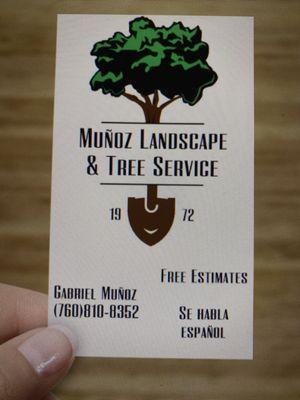 Muñoz Landscape
& Tree Service
19 72
Free Estimates
Gabriel Muñoz
(760)810-8352
Se habla
español